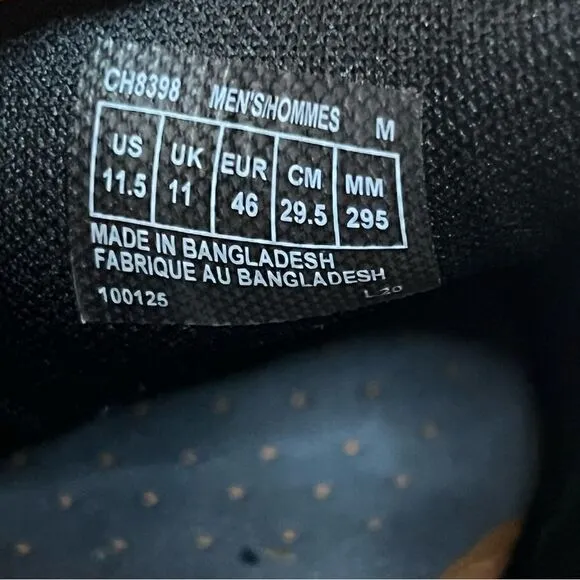 CH8398 MEN'S/HOMMES M
US UK EUR CM MM
11.5 11 46 29.5 295
MADE IN BANGLADESH
FABRIQUE AU BANGLADESH
100125 L 20